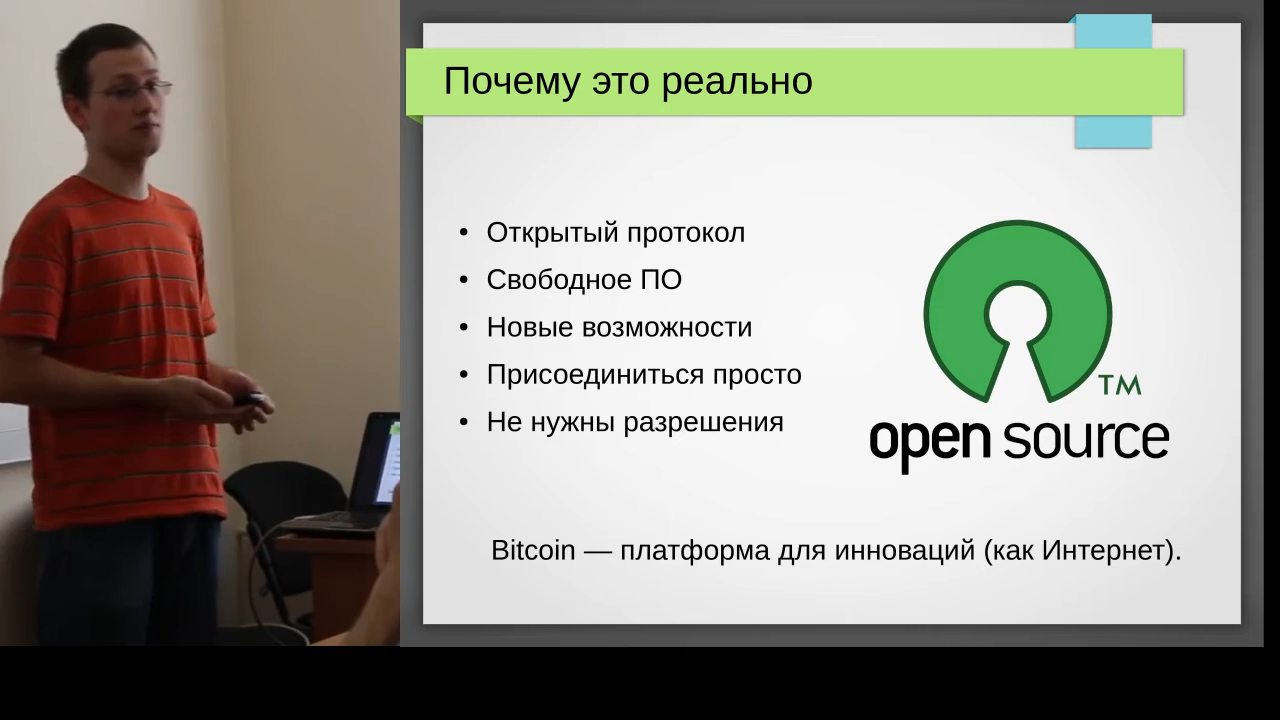 Почему это реально
• Открытый протокол
• Свободное ПО
• Новые возможности
• Присоединиться просто
• Не нужны разрешения
TM
open source
Bitcoin — платформа для инноваций (как Интернет).